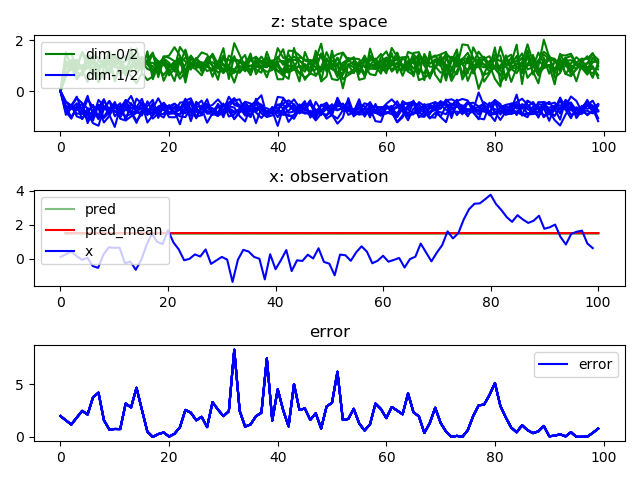 z: state space
2
0
dim-0/2
dim-1/2
0 20 40 60 80 100
x: observation
4
2
0
pred
pred_mean
x
0 20 40 60 80 100
error
5
0
error
0 20 40 60 80 100